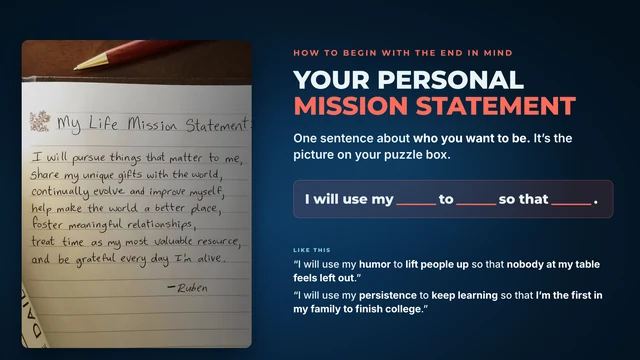 My Life Mission Statement:
I will pursue things that matter to me,
share my unique gifts with the world,
continually evolve and improve myself,
help make the world a better place,
foster meaningful relationships,
treat time as my most valuable resource,
and be grateful every day I'm alive.
—Ruben
DAIL
HOW TO BEGIN WITH THE END IN MIND
YOUR PERSONAL
MISSION STATEMENT
One sentence about who you want to be. It's the
picture on your puzzle box.
I will use my ______ to ______ so that ______ .
LIKE THIS
“I will use my humor to lift people up so that nobody at my table
feels left out.”
“I will use my persistence to keep learning so that I'm the first in
my family to finish college.”